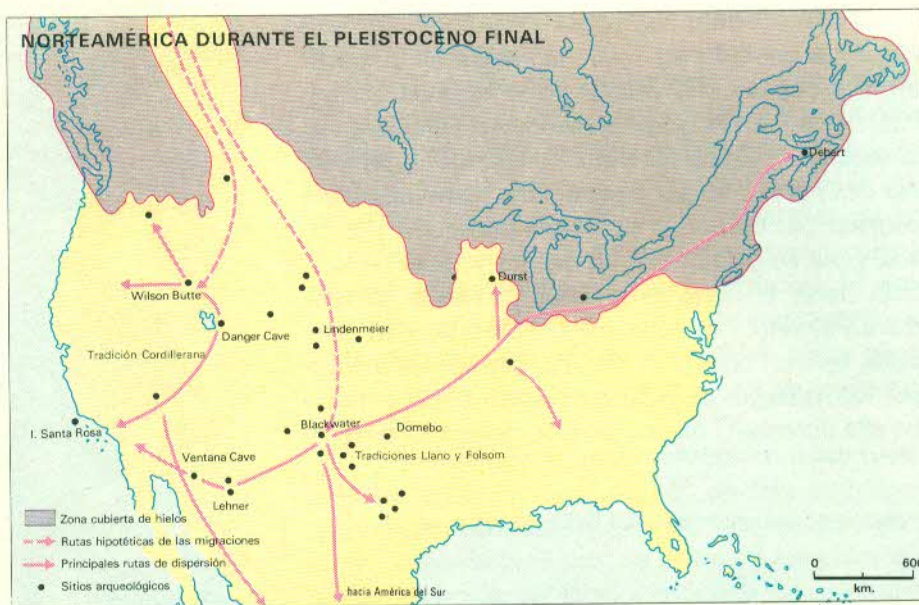 NORTEAMÉRICA DURANTE EL PLEISTOCENO FINAL
Debert
Durst
Wilson Butte
Danger Cave
Lindenmeier
Tradición Cordillerana
I. Santa Rosa
Blackwater
Domebo
Ventana Cave
Tradiciones Llano y Folsom
Lehner
Zona cubierta de hielos
Rutas hipotéticas de las migraciones
Principales rutas de dispersión
Sitios arqueológicos
hacia América del Sur
0 600
km.